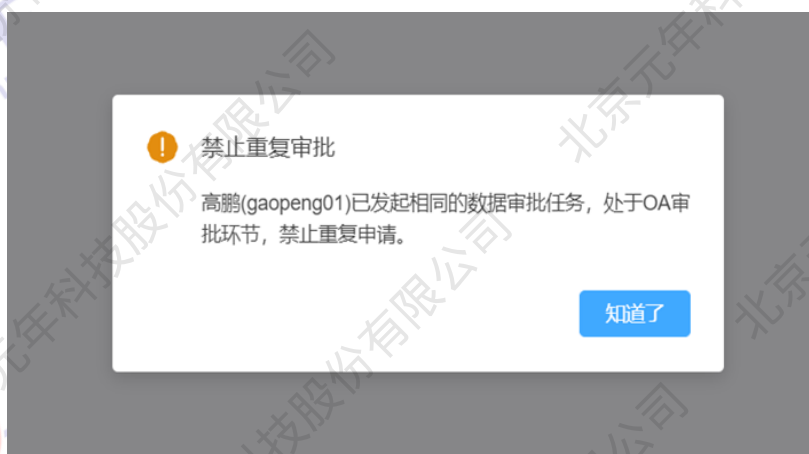 禁止重复审批
高鹏(gaopeng01)已发起相同的数据审批任务，处于OA审
批环节，禁止重复申请。
知道了
北京元年科技股份有限公司